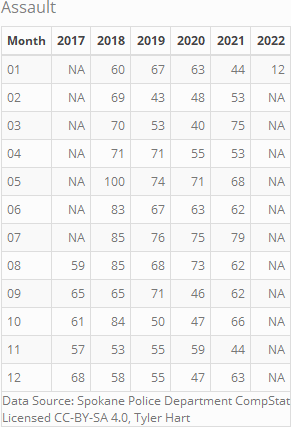 Assault
Month 2017 2018 2019 2020 2021 2022
01 NA 60 67 63 44 12
02 NA 69 43 48 53 NA
03 NA 70 53 40 75 NA
04 NA 71 71 55 53 NA
05 NA 100 74 71 68 NA
06 NA 83 67 63 62 NA
07 NA 85 76 75 79 NA
08 59 85 68 73 62 NA
09 65 65 71 46 62 NA
10 61 84 50 47 66 NA
11 57 53 55 59 44 NA
12 68 58 55 47 63 NA
Data Source: Spokane Police Department CompStat
Licensed CC-BY-SA 4.0, Tyler Hart